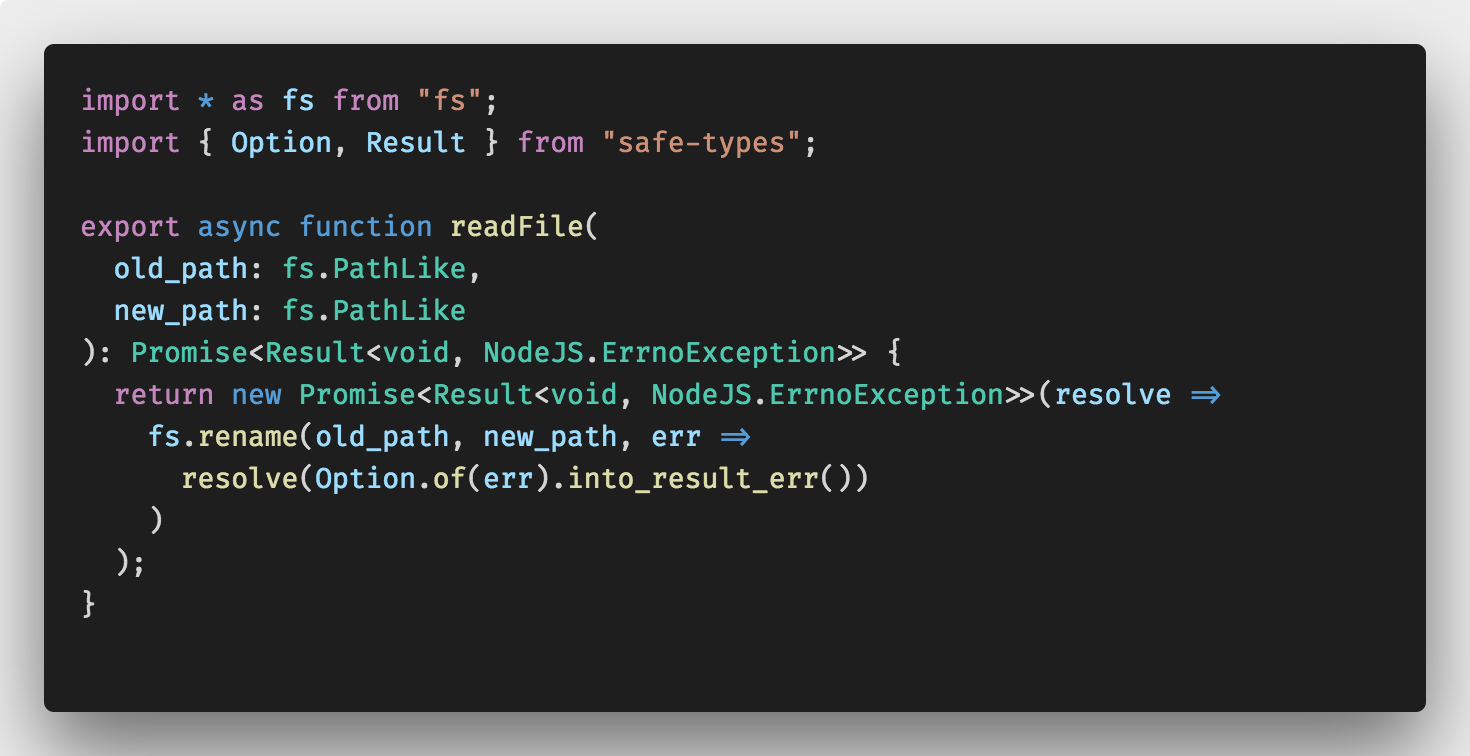 import * as fs from "fs";
import { Option, Result } from "safe-types";

export async function readFile(
  old_path: fs.PathLike,
  new_path: fs.PathLike
): Promise<Result<void, NodeJS.ErrnoException>> {
  return new Promise<Result<void, NodeJS.ErrnoException>>(resolve =>
    fs.rename(old_path, new_path, err =>
      resolve(Option.of(err).into_result_err())
    )
  );
}